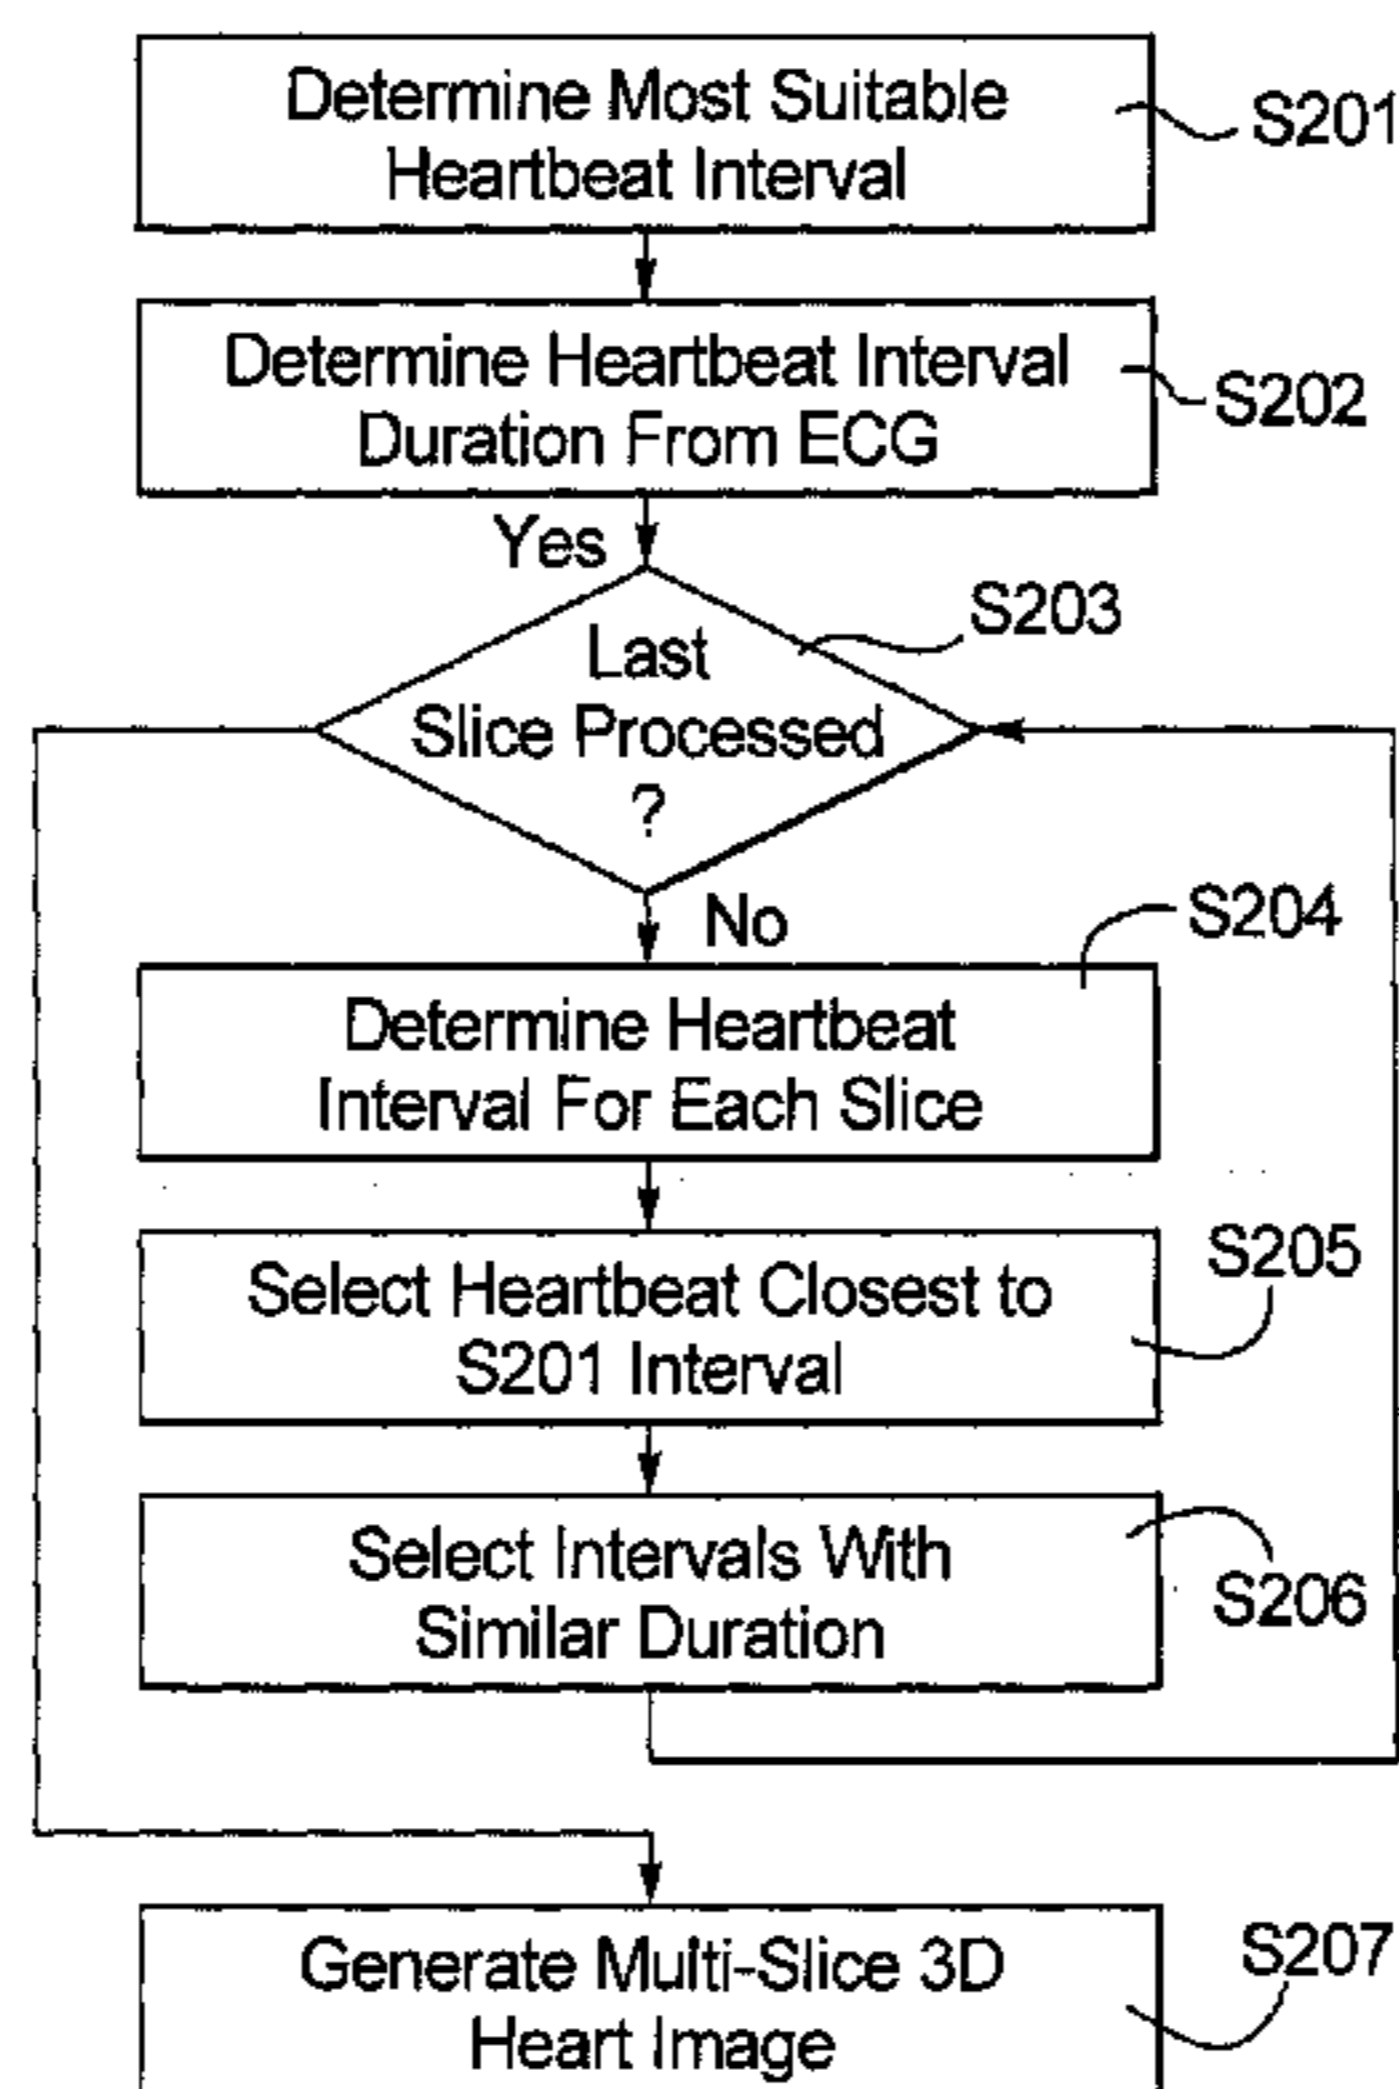 Determine Most Suitable
Heartbeat Interval
S201
Determine Heartbeat Interval
Duration From ECG
S202
Yes
Last
Slice Processed
?
S203
No
Determine Heartbeat
Interval For Each Slice
S204
Select Heartbeat Closest to
S201 Interval
S205
Select Intervals With
Similar Duration
S206
Generate Multi-Slice 3D
Heart Image
S207